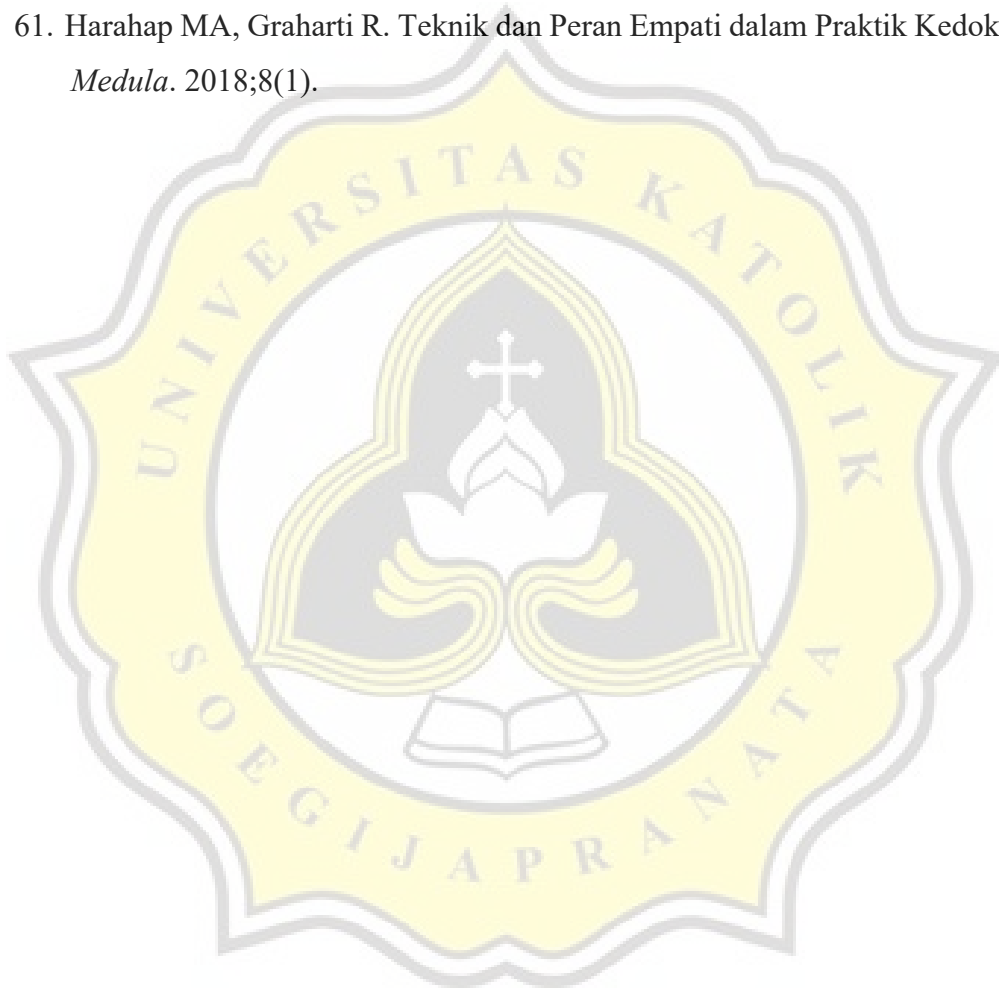 61. Harahap MA, Graharti R. Teknik dan Peran Empati dalam Praktik Kedok
Medula. 2018;8(1).
UNIVERSITAS KATOLIK
SOEGIJAPRANATA